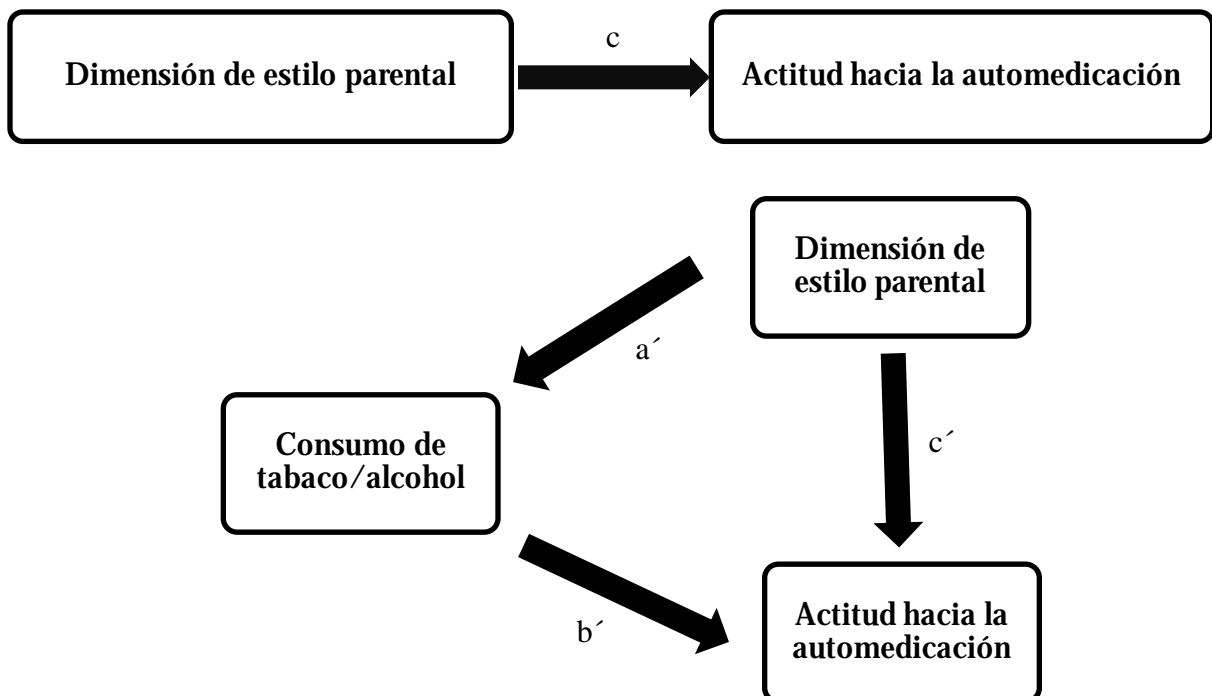 c
Dimensión de estilo parental
Actitud hacia la automedicación
Dimensión de
estilo parental
a´
Consumo de
tabaco/alcohol
c´
b´
Actitud hacia la
automedicación